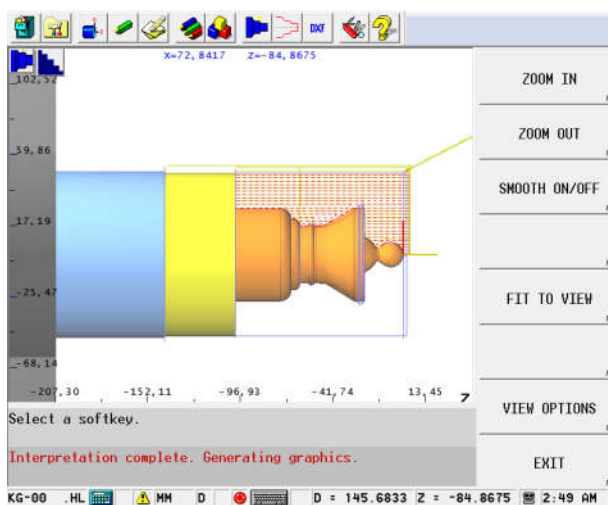 DXF
X=72,8417 Z=-84,8675
102,52
59,86
17,19
-25,47
-68,14
-207,30 -152,11 -96,93 -41,74 13,45 Z
ZOOM IN
ZOOM OUT
SMOOTH ON/OFF
FIT TO VIEW
VIEW OPTIONS
EXIT
Select a softkey.
Interpretation complete. Generating graphics.
KG-00 .HL MM D D = 145.6833 Z = -84.8675 2:49 AM